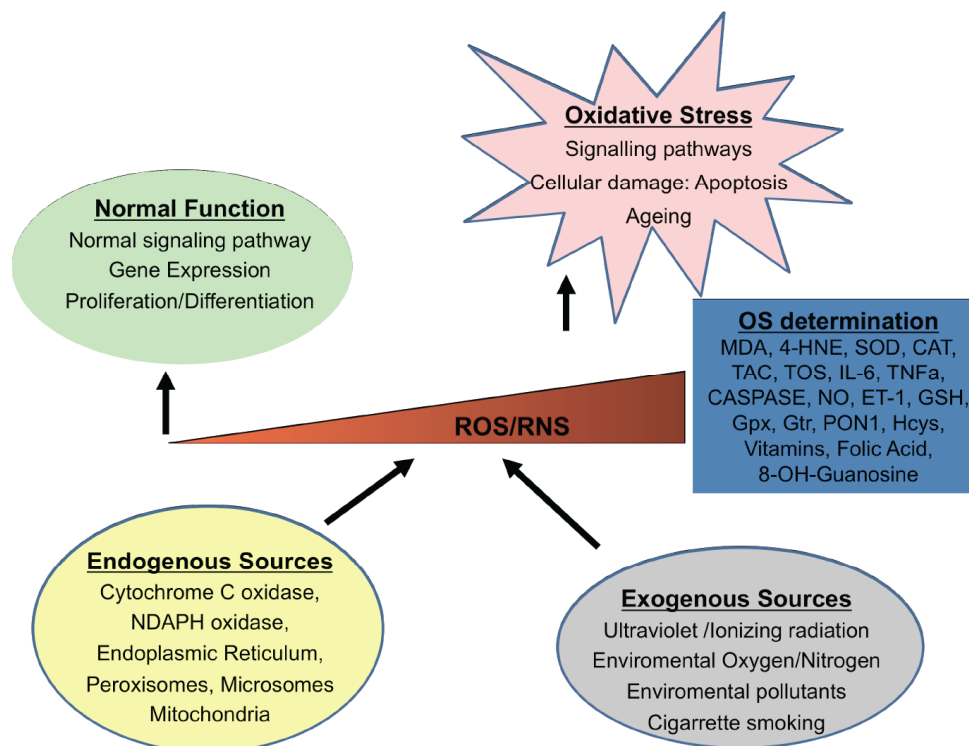 Oxidative Stress
Signalling pathways
Cellular damage: Apoptosis
Ageing
Normal Function
Normal signaling pathway
Gene Expression
Proliferation/Differentiation
OS determination
MDA, 4-HNE, SOD, CAT,
TAC, TOS, IL-6, TNFa,
CASPASE, NO, ET-1, GSH,
Gpx, Gtr, PON1, Hcys,
Vitamins, Folic Acid,
8-OH-Guanosine
ROS/RNS
Endogenous Sources
Cytochrome C oxidase,
NDAPH oxidase,
Endoplasmic Reticulum,
Peroxisomes, Microsomes
Mitochondria
Exogenous Sources
Ultraviolet /Ionizing radiation
Enviromental Oxygen/Nitrogen
Enviromental pollutants
Cigarrette smoking